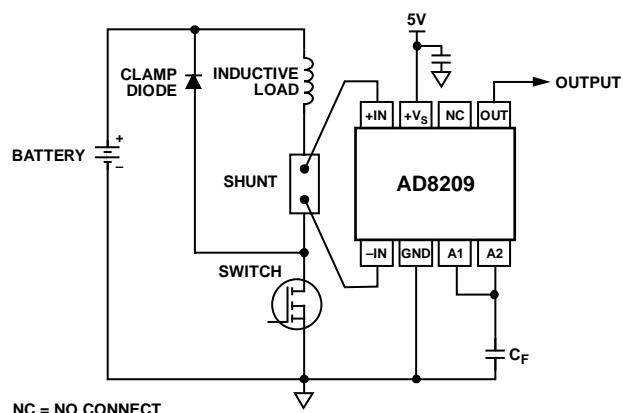 5V
CLAMP
DIODE
INDUCTIVE
LOAD
OUTPUT
+IN
+VS
NC
OUT
BATTERY
+
–
SHUNT
AD8209
–IN
GND
A1
A2
SWITCH
CF
NC = NO CONNECT